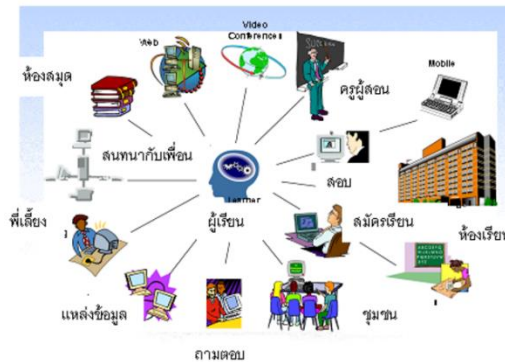 Video
Conferences
Web
ห้องสมุด
ครูผู้สอน
Mobile
สนทนากับเพื่อน
สอบ
พี่เลี้ยง
Learner
ผู้เรียน
สมัครเรียน
ห้องเรียน
แหล่งข้อมูล
ชุมชน
ถามตอบ